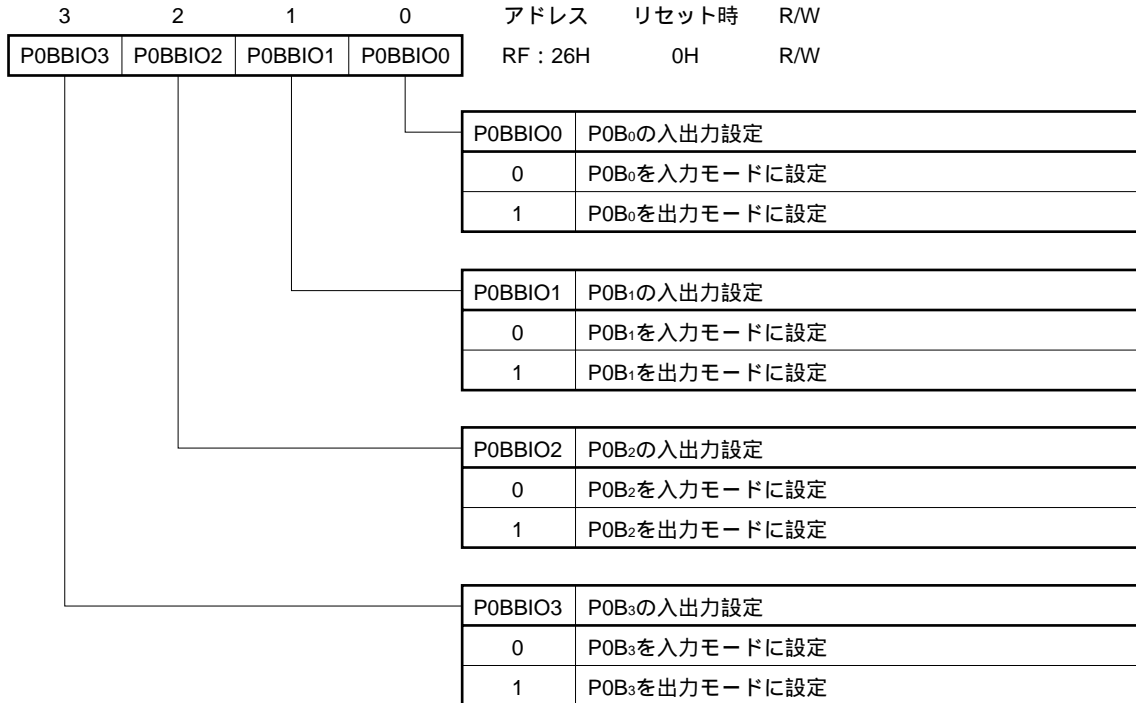 3 2 1 0 アドレス リセット時 R/W
P0BBIO3 P0BBIO2 P0BBIO1 P0BBIO0 RF:26H 0H R/W
P0BBIO0 P0B₀の入出力設定
0 P0B₀を入力モードに設定
1 P0B₀を出力モードに設定
P0BBIO1 P0B₁の入出力設定
0 P0B₁を入力モードに設定
1 P0B₁を出力モードに設定
P0BBIO2 P0B₂の入出力設定
0 P0B₂を入力モードに設定
1 P0B₂を出力モードに設定
P0BBIO3 P0B₃の入出力設定
0 P0B₃を入力モードに設定
1 P0B₃を出力モードに設定